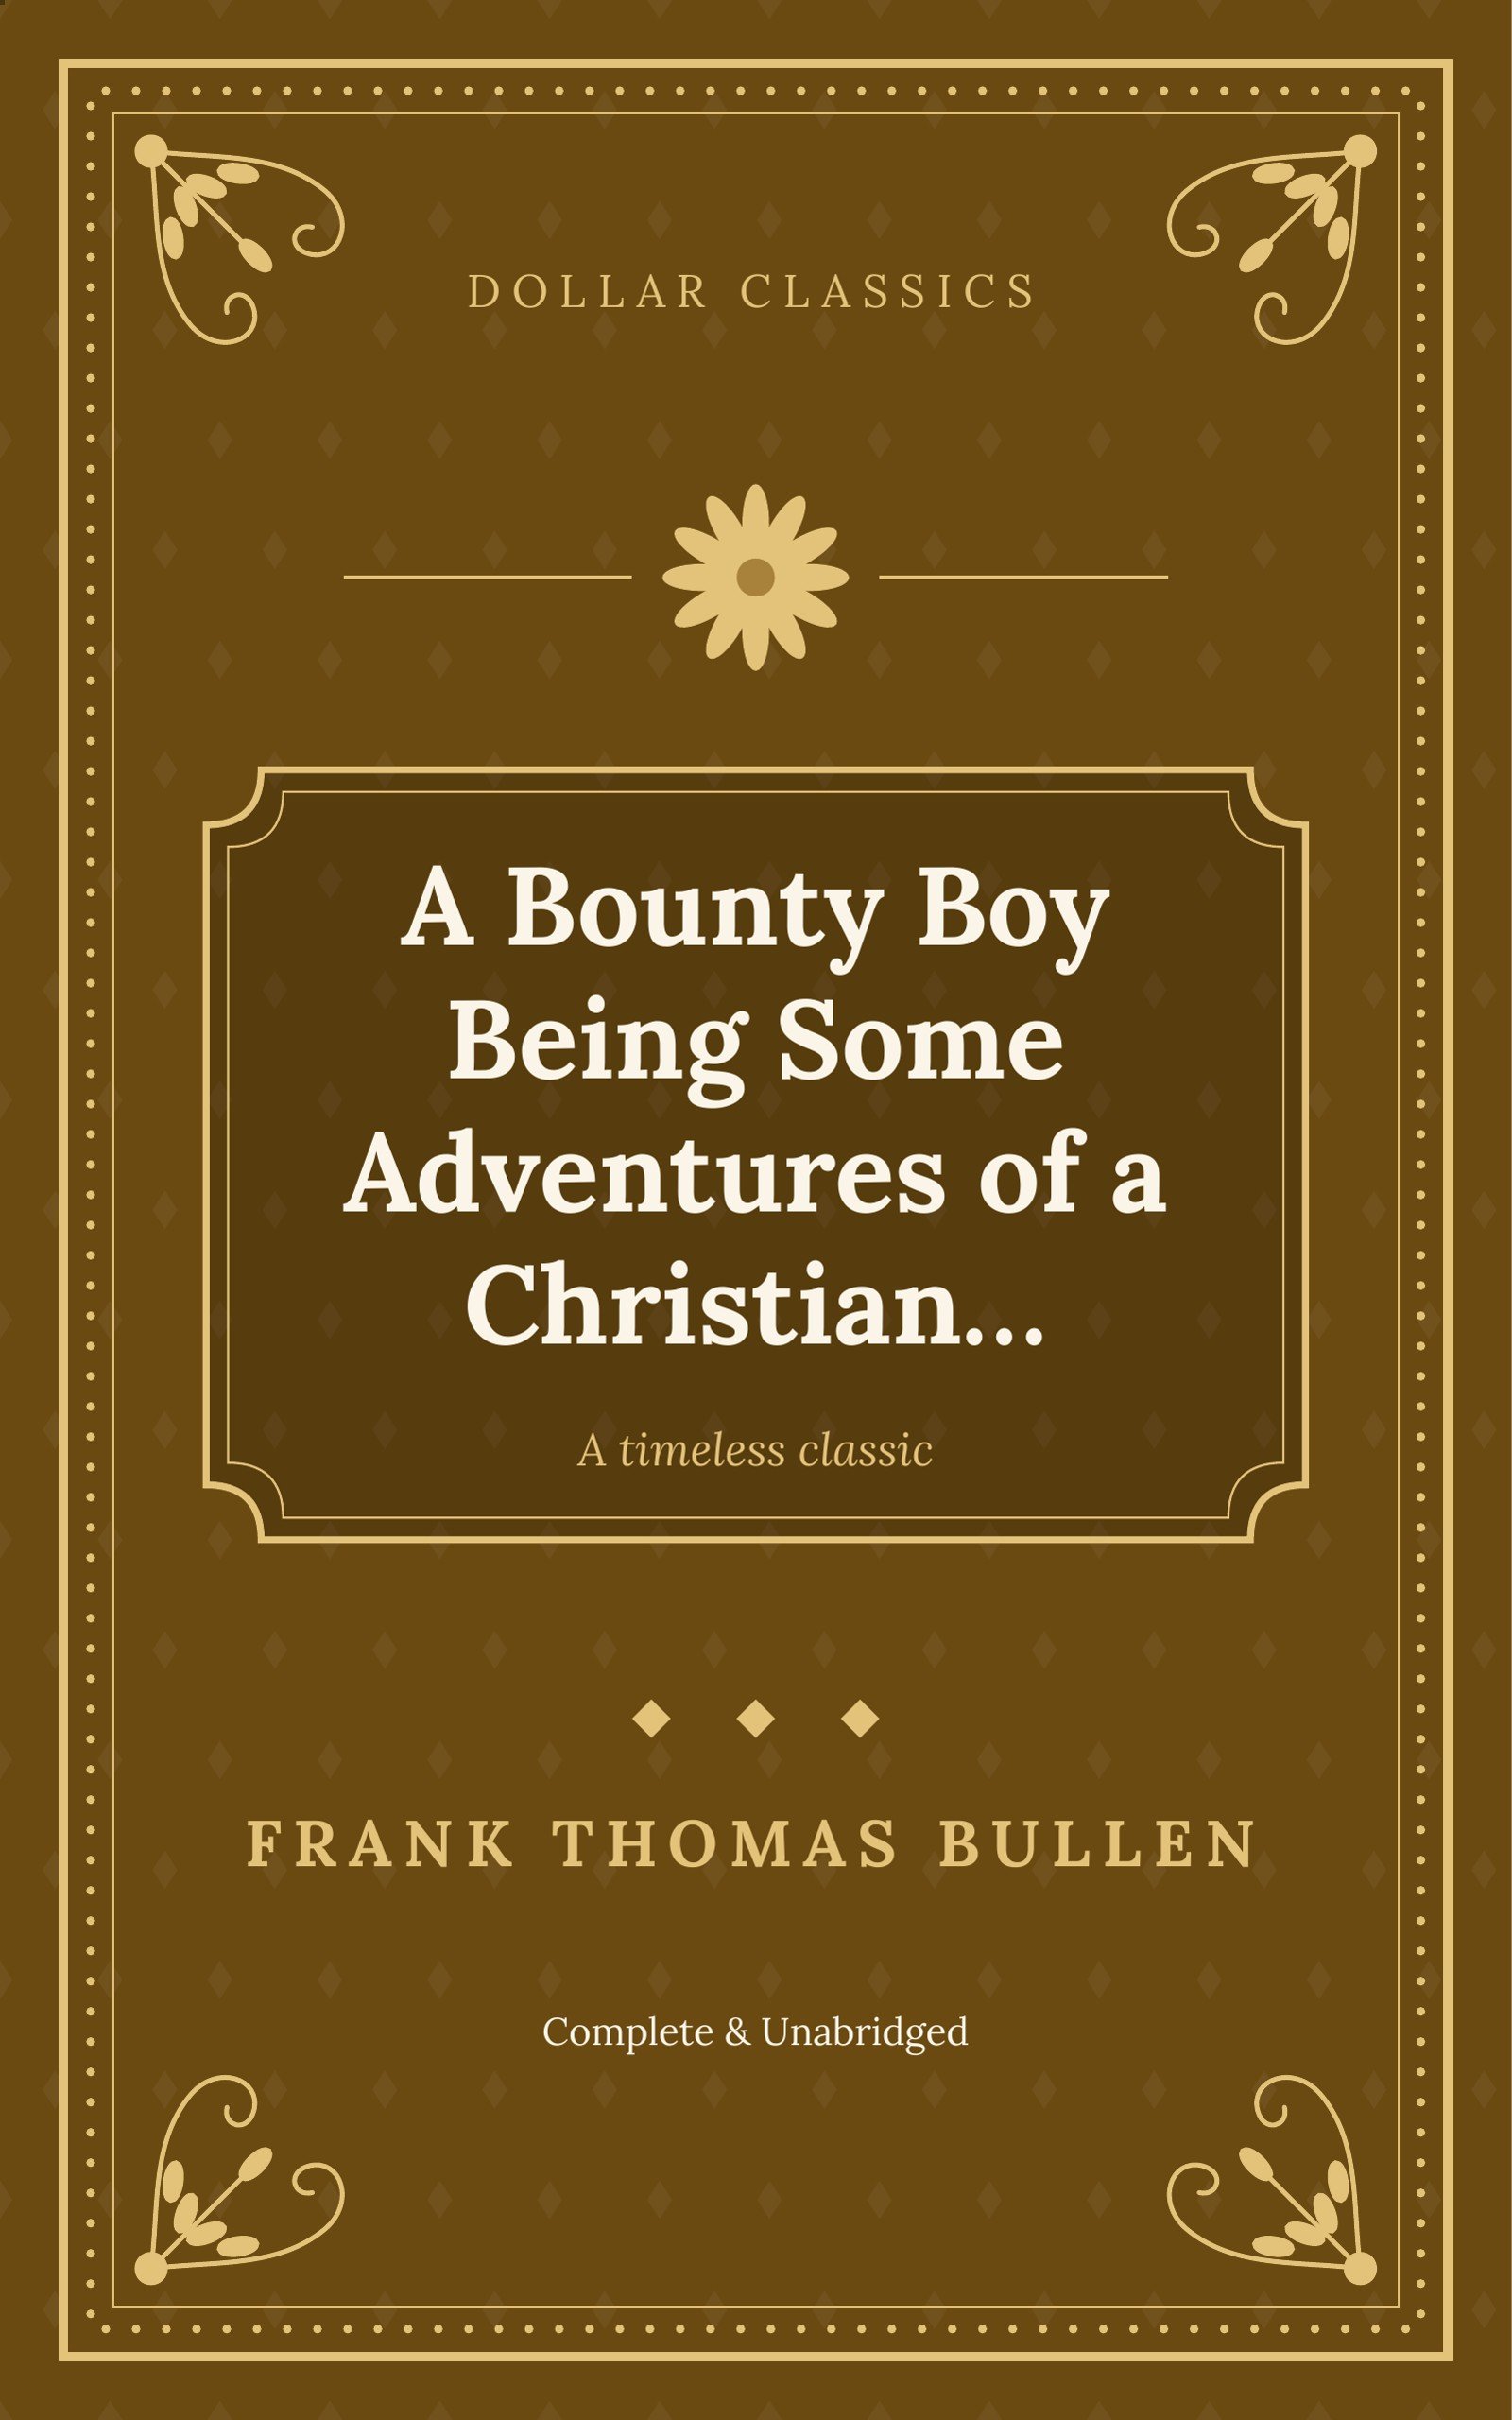 DOLLAR CLASSICS
A Bounty Boy
Being Some
Adventures of a
Christian...
A timeless classic
FRANK THOMAS BULLEN
Complete & Unabridged